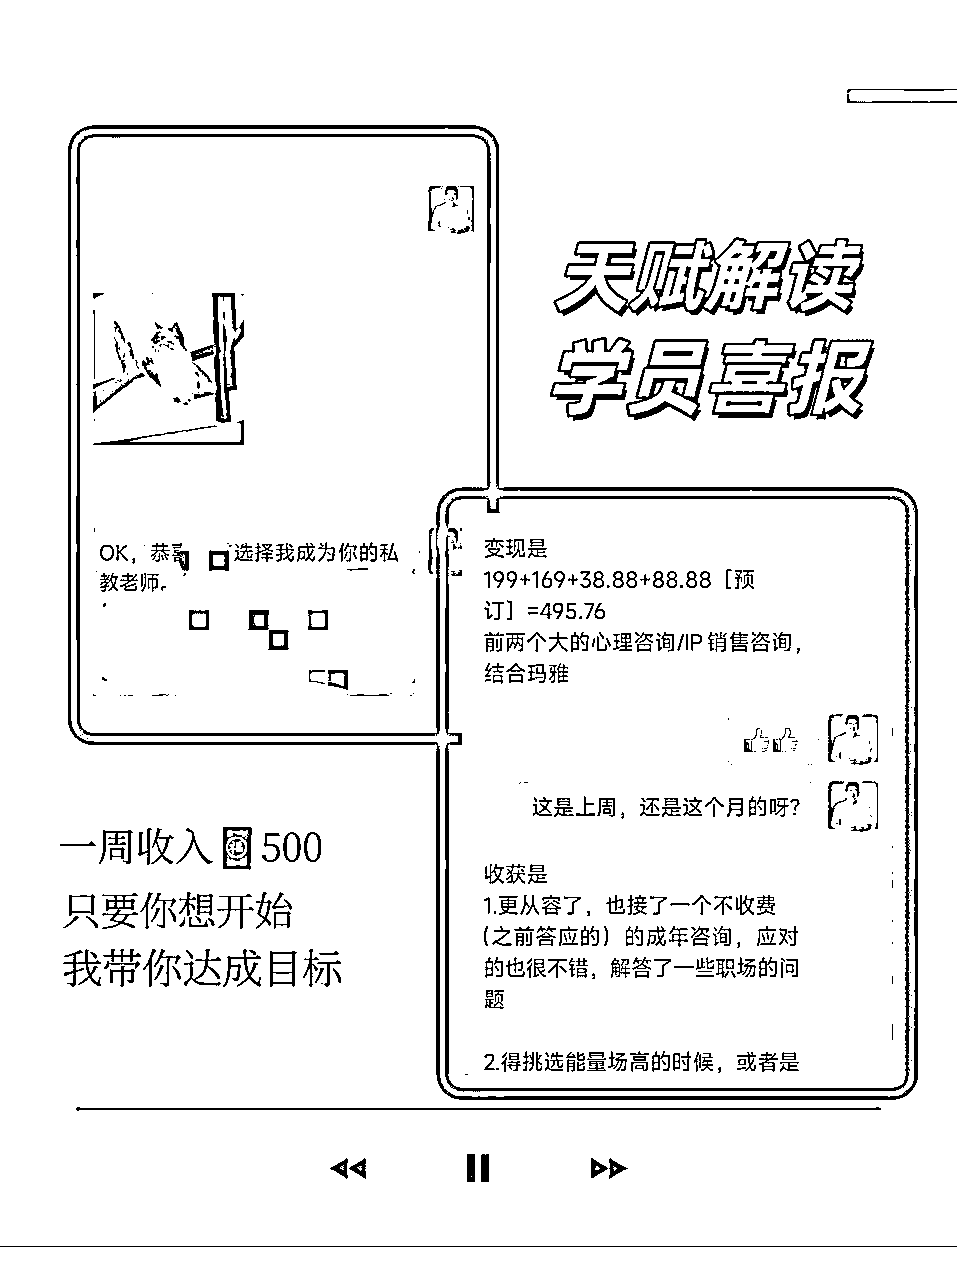 天赋解读
学员喜报
OK，恭 选择我成为你的私
教老师。
变现是
199+169+38.88+88.88［预
订］=495.76
前两个大的心理咨询/IP 销售咨询，
结合玛雅
这是上周，还是这个月的呀？
收获是
1.更从容了，也接了一个不收费
（之前答应的）的成年咨询，应对
的也很不错，解答了一些职场的问
题
2.得挑选能量场高的时候，或者是
一周收入 500
只要你想开始
我带你达成目标